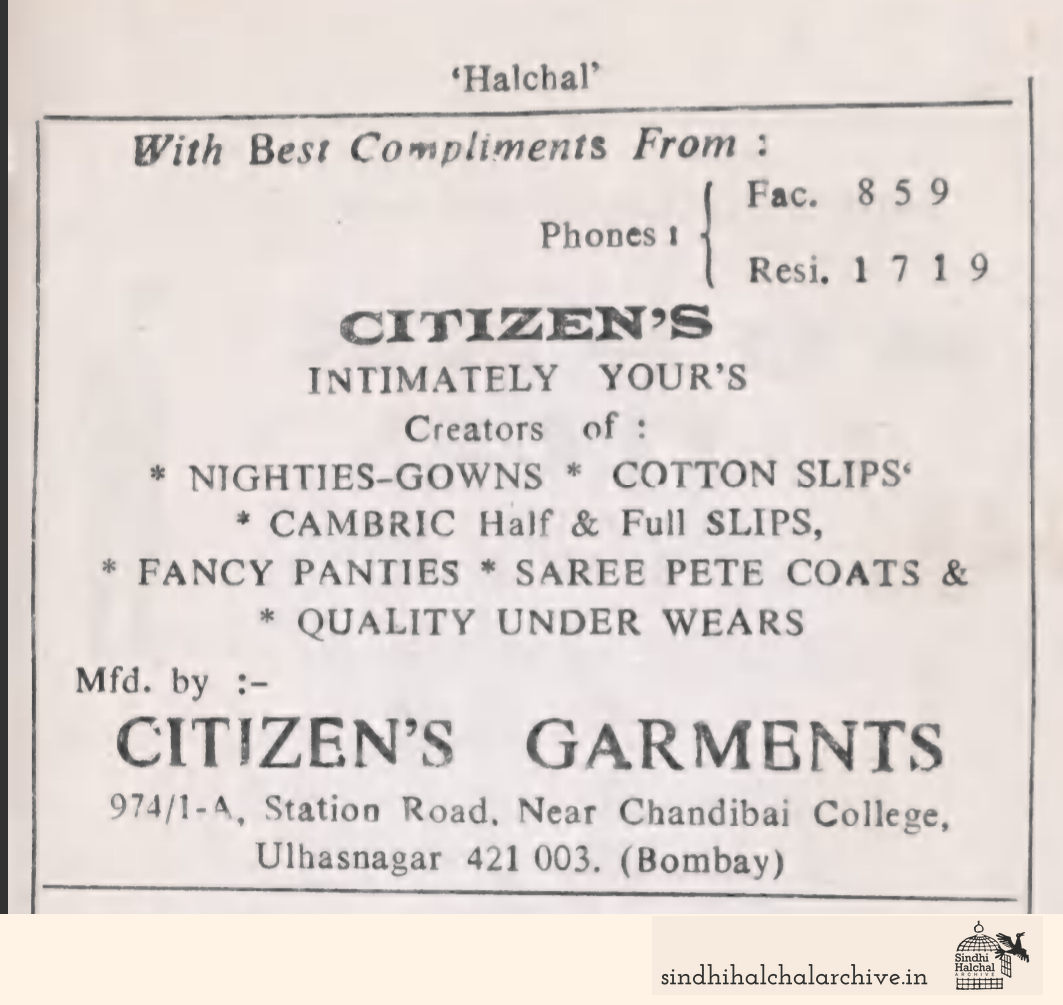 ‘Halchal’
With Best Compliments From :
Fac. 8 5 9
Phones :
Resi. 1 7 1 9
CITIZEN’S
INTIMATELY YOUR’S
Creators of :
* NIGHTIES-GOWNS * COTTON SLIPS‘
* CAMBRIC Half & Full SLIPS,
* FANCY PANTIES * SAREE PETE COATS &
* QUALITY UNDER WEARS
Mfd. by :-
CITIZEN’S GARMENTS
974/1-A, Station Road, Near Chandibai College,
Ulhasnagar 421 003. (Bombay)
sindhihalchalarchive.in
Sindhi
Halchal
ARCHIVE